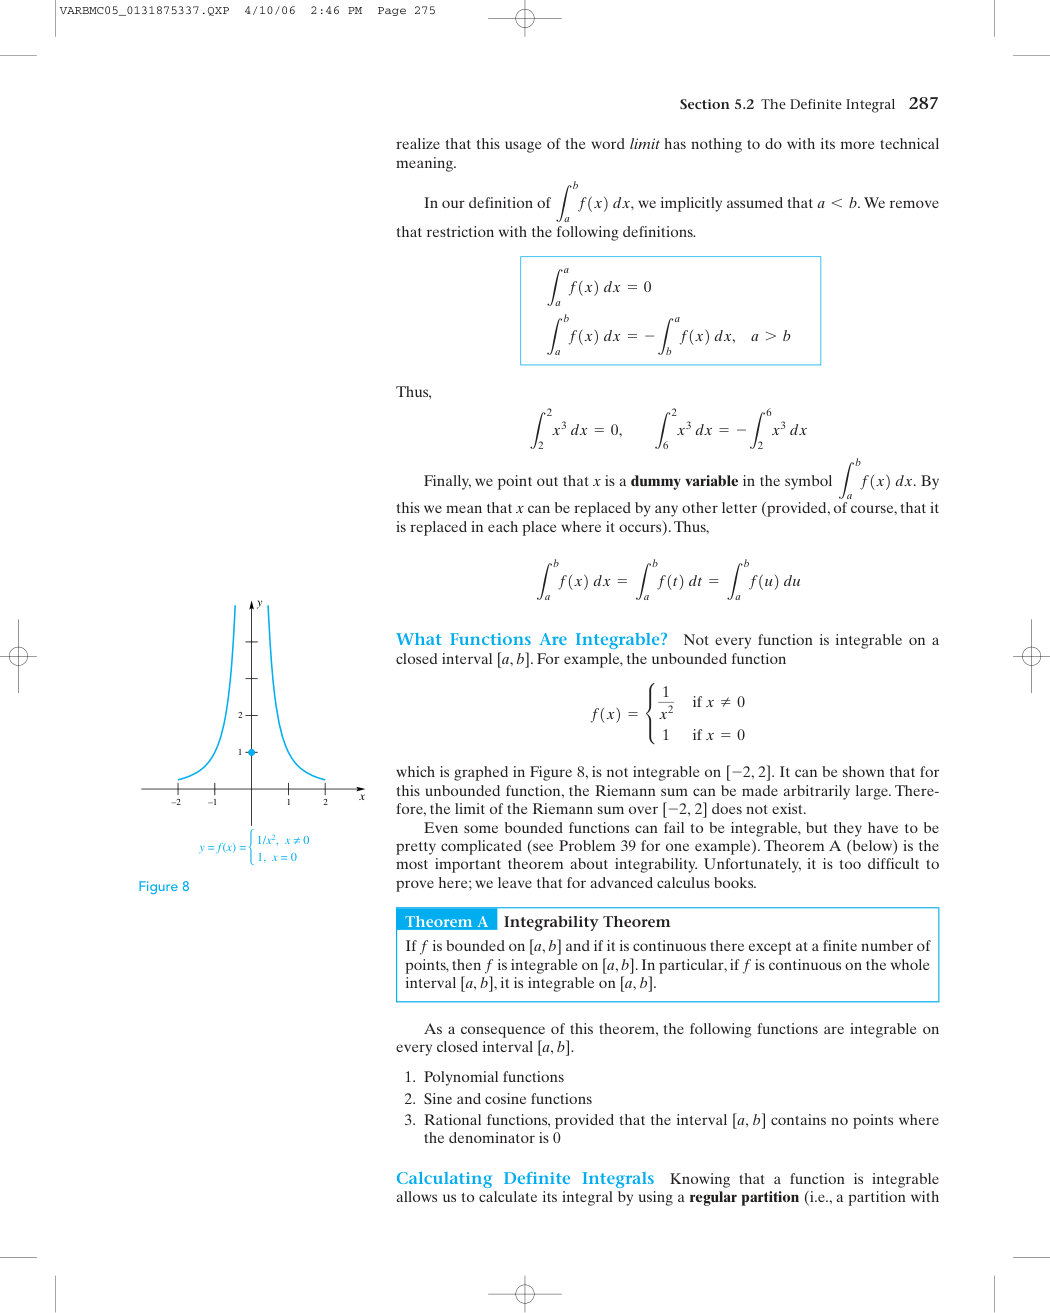 VARBMC05_0131875337.QXP 4/10/06 2:46 PM Page 275
Section 5.2 The Definite Integral 287
realize that this usage of the word limit has nothing to do with its more technical
meaning.
In our definition of ∫_a^b f(x) dx, we implicitly assumed that a < b. We remove
that restriction with the following definitions.
∫_a^a f(x) dx = 0
∫_a^b f(x) dx = −∫_b^a f(x) dx, a > b
Thus,
∫_2^2 x³ dx = 0, ∫_6^2 x³ dx = −∫_2^6 x³ dx
Finally, we point out that x is a dummy variable in the symbol ∫_a^b f(x) dx. By
this we mean that x can be replaced by any other letter (provided, of course, that it
is replaced in each place where it occurs). Thus,
∫_a^b f(x) dx = ∫_a^b f(t) dt = ∫_a^b f(u) du
What Functions Are Integrable? Not every function is integrable on a
closed interval [a, b]. For example, the unbounded function
f(x) = { 1/x² if x ≠ 0
1 if x = 0
which is graphed in Figure 8, is not integrable on [−2, 2]. It can be shown that for
this unbounded function, the Riemann sum can be made arbitrarily large. There-
fore, the limit of the Riemann sum over [−2, 2] does not exist.
Even some bounded functions can fail to be integrable, but they have to be
pretty complicated (see Problem 39 for one example). Theorem A (below) is the
most important theorem about integrability. Unfortunately, it is too difficult to
prove here; we leave that for advanced calculus books.
y
2
1
–2 –1 1 2 x
y = f(x) = { 1/x², x ≠ 0
1, x = 0
Figure 8
Theorem A Integrability Theorem
If f is bounded on [a, b] and if it is continuous there except at a finite number of
points, then f is integrable on [a, b]. In particular, if f is continuous on the whole
interval [a, b], it is integrable on [a, b].
As a consequence of this theorem, the following functions are integrable on
every closed interval [a, b].
1. Polynomial functions
2. Sine and cosine functions
3. Rational functions, provided that the interval [a, b] contains no points where
the denominator is 0
Calculating Definite Integrals Knowing that a function is integrable
allows us to calculate its integral by using a regular partition (i.e., a partition with